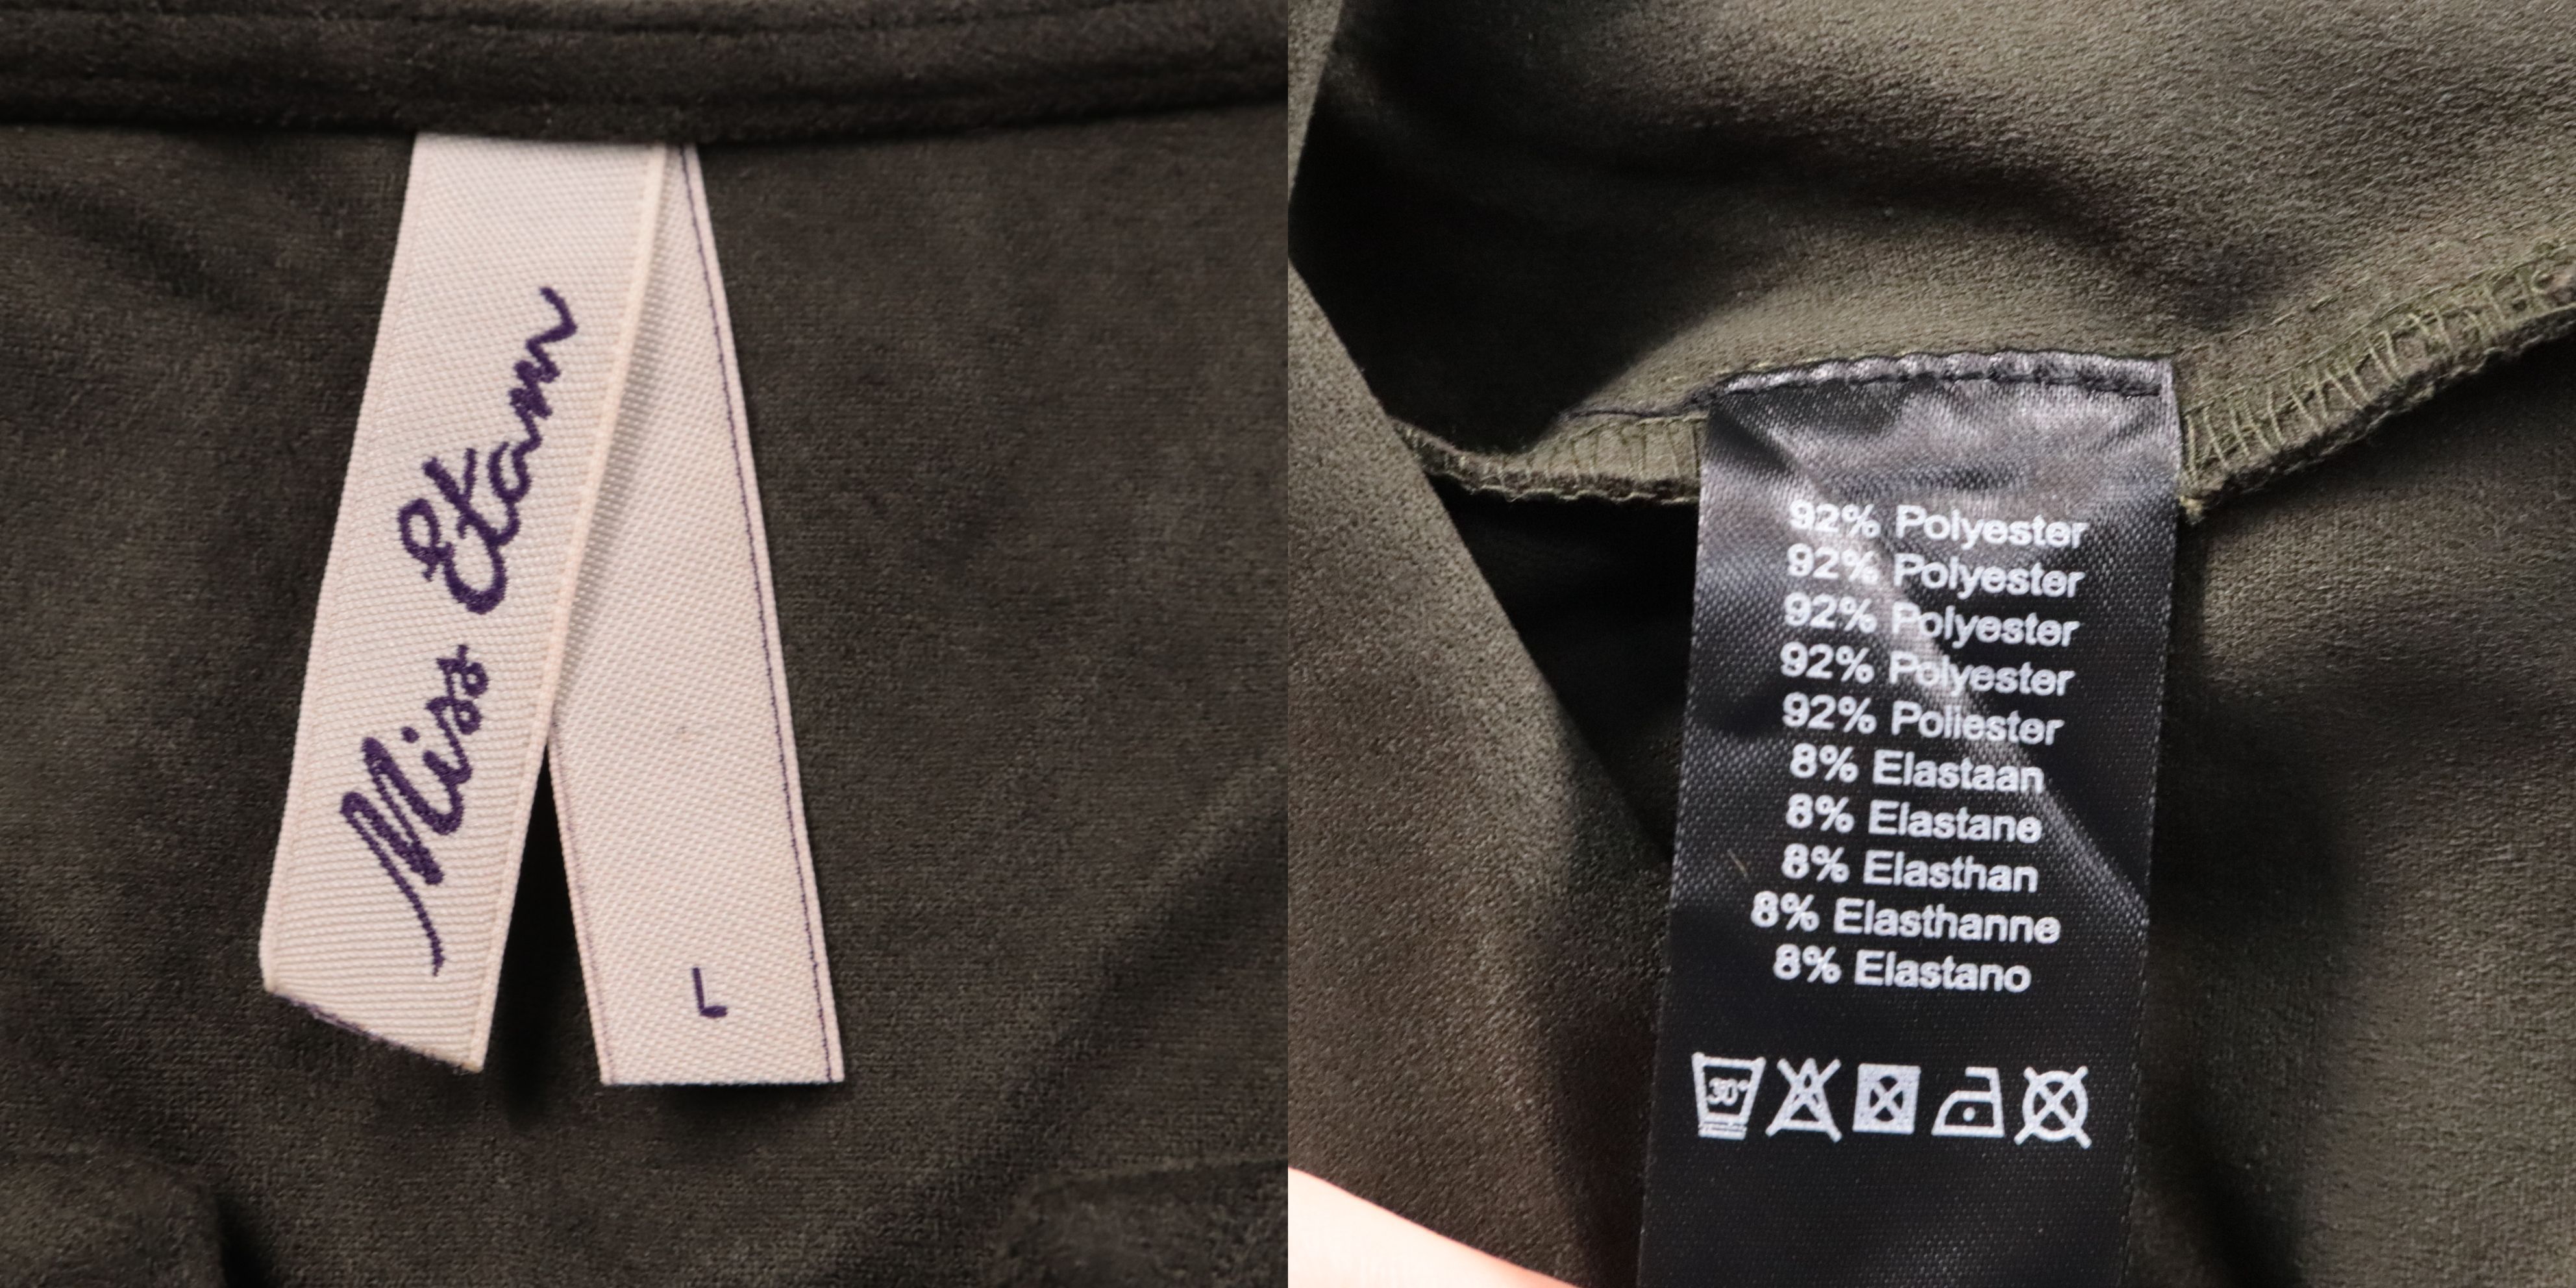 Miss Etam
L
92% Polyester
92% Polyester
92% Polyester
92% Polyester
92% Poliester
8% Elastaan
8% Elastane
8% Elasthan
8% Elasthanne
8% Elastano
30°